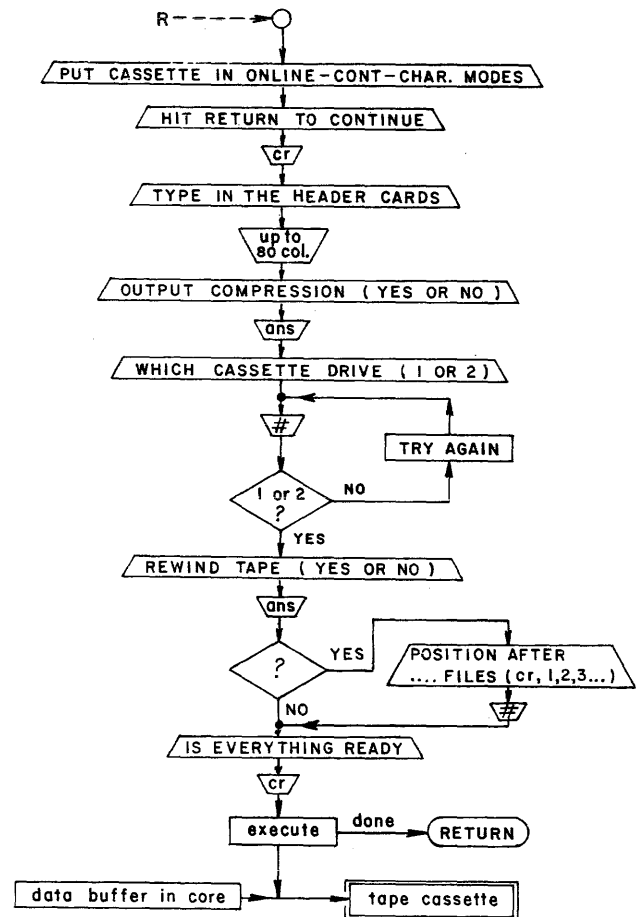 R
PUT CASSETTE IN ONLINE-CONT-CHAR. MODES
HIT RETURN TO CONTINUE
cr
TYPE IN THE HEADER CARDS
up to
80 col.
OUTPUT COMPRESSION (YES OR NO)
ans
WHICH CASSETTE DRIVE (1 OR 2)
#
TRY AGAIN
1 or 2
?
NO
YES
REWIND TAPE (YES OR NO)
ans
?
YES
POSITION AFTER
.... FILES (cr, 1,2,3...)
#
NO
IS EVERYTHING READY
cr
execute
done
RETURN
data buffer in core
tape cassette